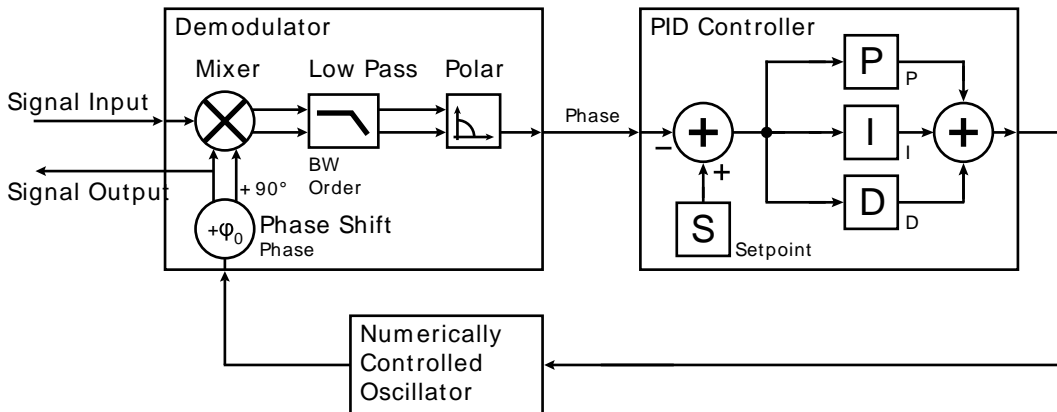 Demodulator
Mixer
Low Pass
Polar
Signal Input
BW
Order
Signal Output
+ 90°
+φ0
Phase Shift
Phase
Phase
PID Controller
P
P
−
+
I
I
+
+
D
D
S
Setpoint
Numerically
Controlled
Oscillator